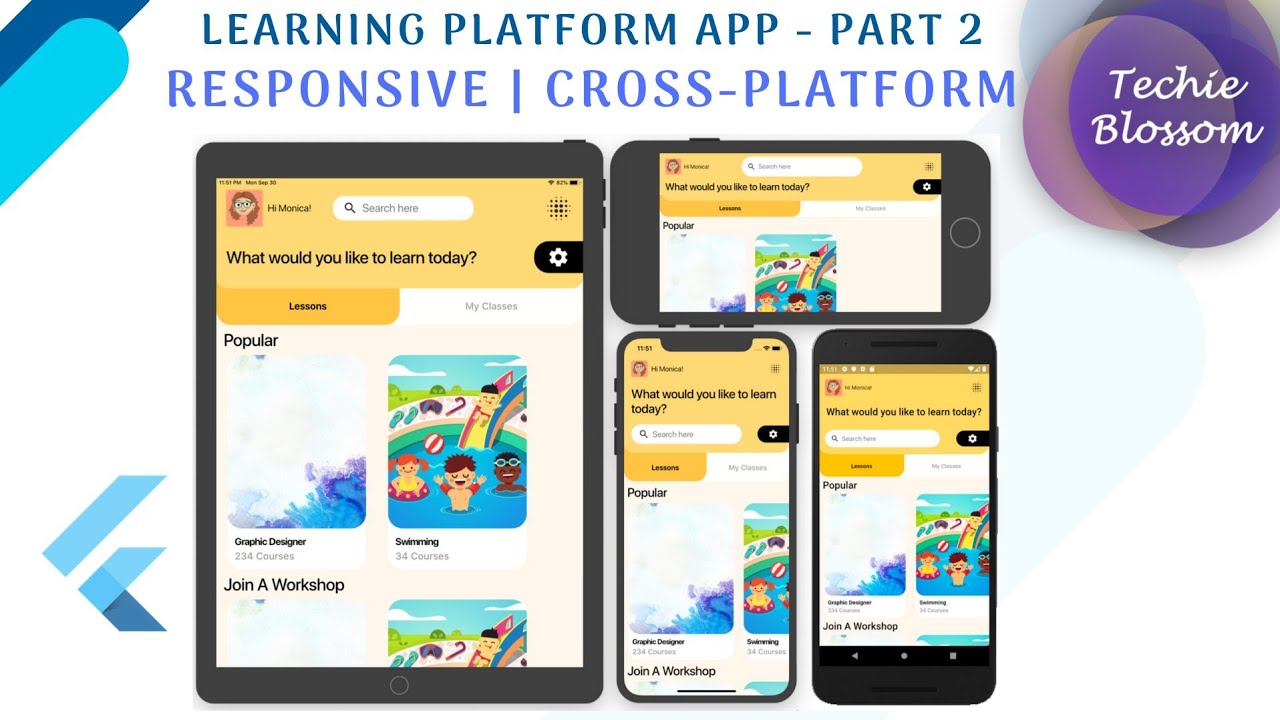 LEARNING PLATFORM APP - PART 2
RESPONSIVE | CROSS-PLATFORM
Techie
Blossom
11:51 PM Mon Sep 30
82%
Hi Monica!
Search here
What would you like to learn today?
Lessons
My Classes
Popular
Graphic Designer
234 Courses
Swimming
34 Courses
Join A Workshop
Hi Monica!
Search here
What would you like to learn today?
Lessons
My Classes
Popular
11:51
Hi Monica!
What would you like to learn
today?
Search here
Lessons
My Classes
Popular
Graphic Designer
234 Courses
Swimming
34 Courses
Join A Workshop
11:51
Hi Monica!
What would you like to learn today?
Search here
Lessons
My Classes
Popular
Graphic Designer
234 Courses
Swimming
34 Courses
Join A Workshop